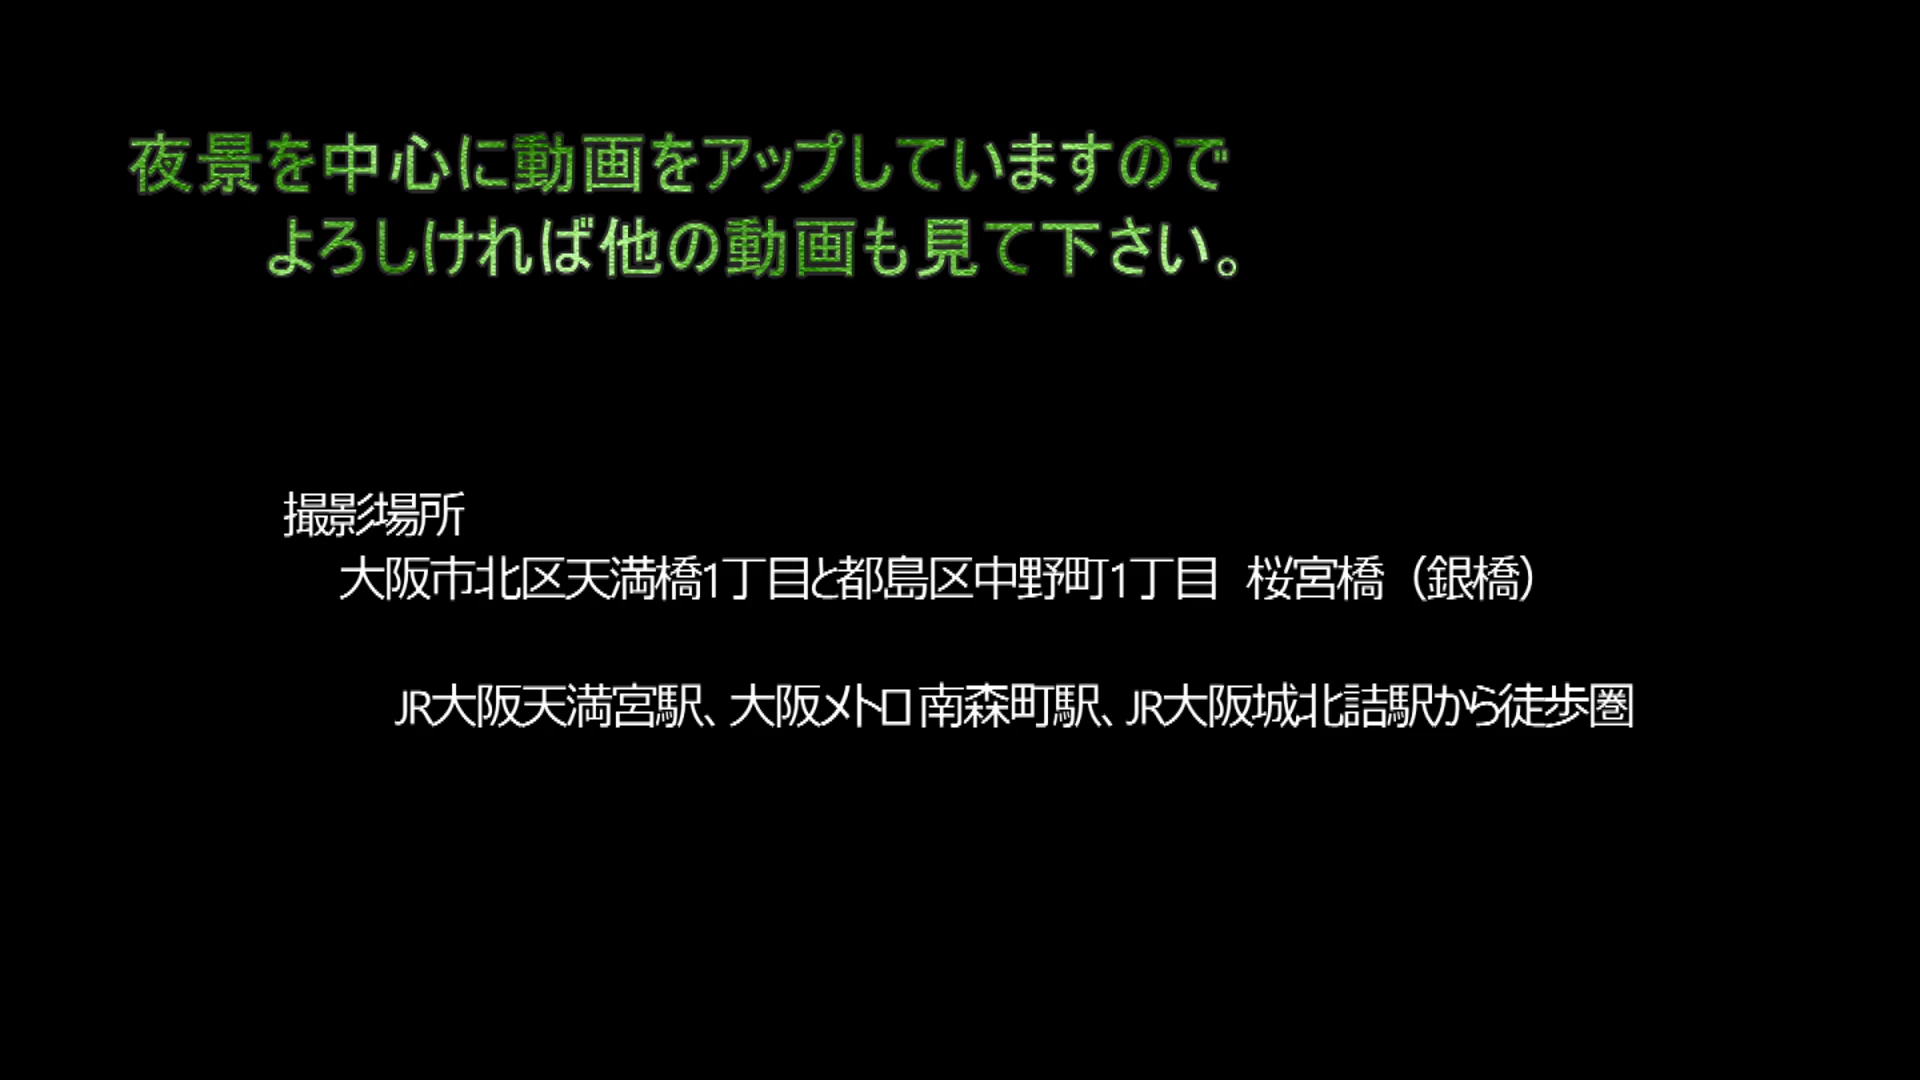 夜景を中心に動画をアップしていますので
よろしければ他の動画も見て下さい。
撮影場所
大阪市北区天満橋1丁目と都島区中野町1丁目　桜宮橋（銀橋）
JR大阪天満宮駅、大阪メトロ南森町駅、JR大阪城北詰駅から徒歩圏